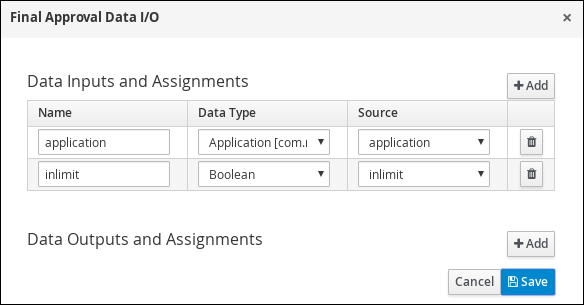 Final Approval Data I/O ×
Data Inputs and Assignments + Add
Name Data Type Source
application Application [com.r application
inlimit Boolean inlimit
Data Outputs and Assignments + Add
Cancel Save